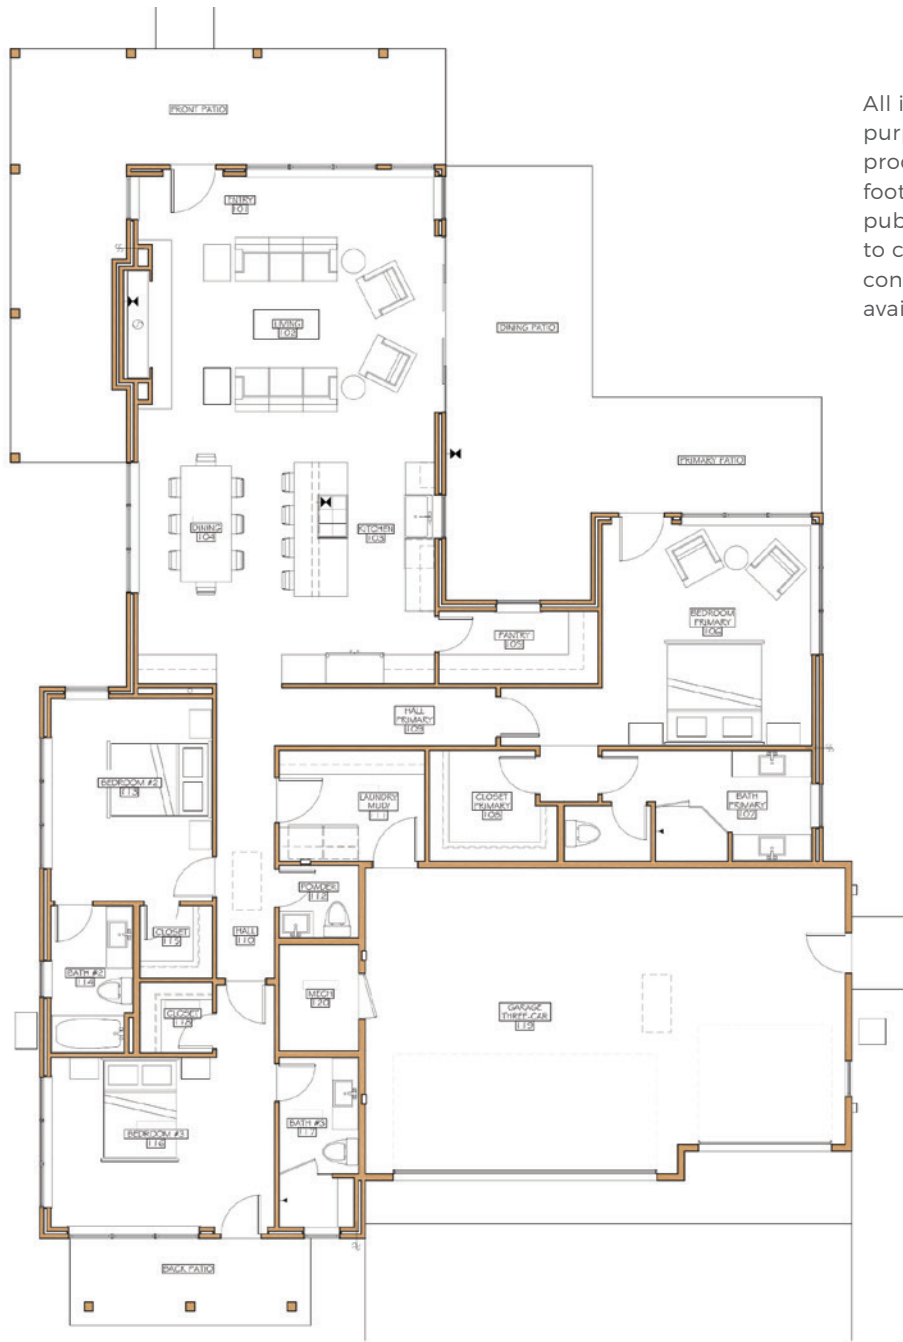 All i
pur
proc
foot
pub
to c
con
avai
FRONT PATIO
ENTRY
101
LIVING
102
DINING PATIO
PRIMARY PATIO
DINING
104
KITCHEN
103
PANTRY
105
BEDROOM
PRIMARY
106
HALL
PRIMARY
109
BEDROOM #2
113
LAUNDRY
MUD/
111
CLOSET
PRIMARY
108
BATH
PRIMARY
107
POWDER
112
CLOSET
115
HALL
110
BATH #2
114
MECH
120
CLOSET
118
GARAGE
THREE-CAR
119
BEDROOM #3
116
BATH #3
117
BACK PATIO